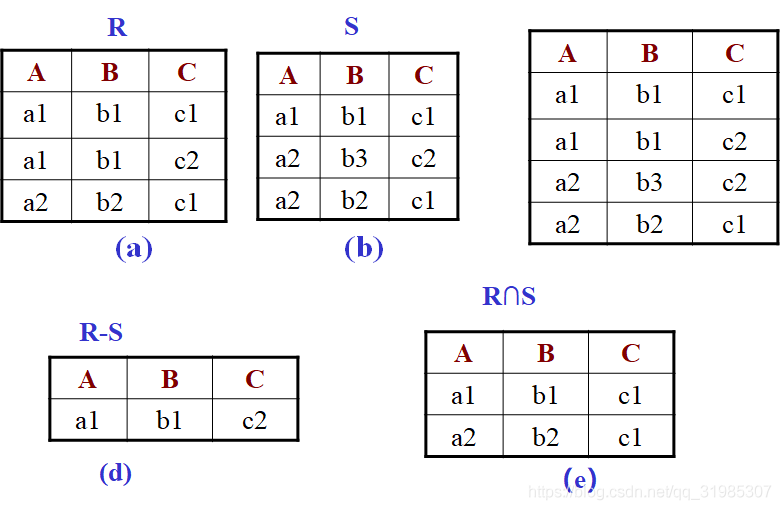 R
A B C
a1 b1 c1
a1 b1 c2
a2 b2 c1
(a)
S
A B C
a1 b1 c1
a2 b3 c2
a2 b2 c1
(b)
A B C
a1 b1 c1
a1 b1 c2
a2 b3 c2
a2 b2 c1
R-S
A B C
a1 b1 c2
(d)
R∩S
A B C
a1 b1 c1
a2 b2 c1
(e)
https://blog.csdn.net/qq_31985307